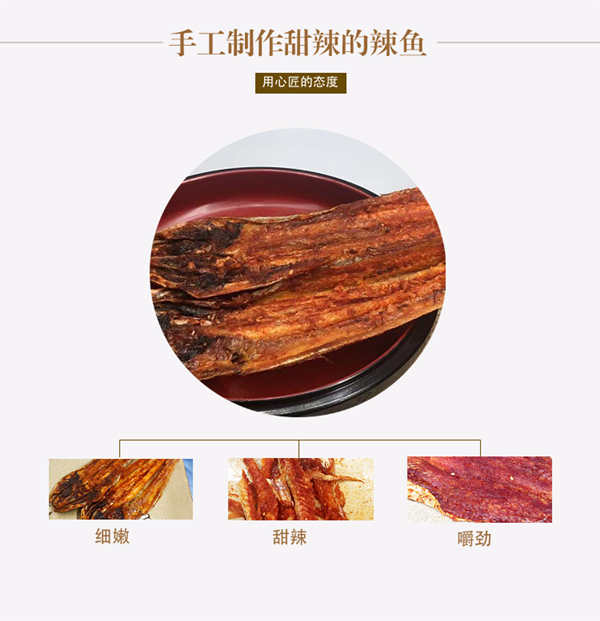 手工制作甜辣的辣鱼
用心匠的态度
细嫩
甜辣
嚼劲